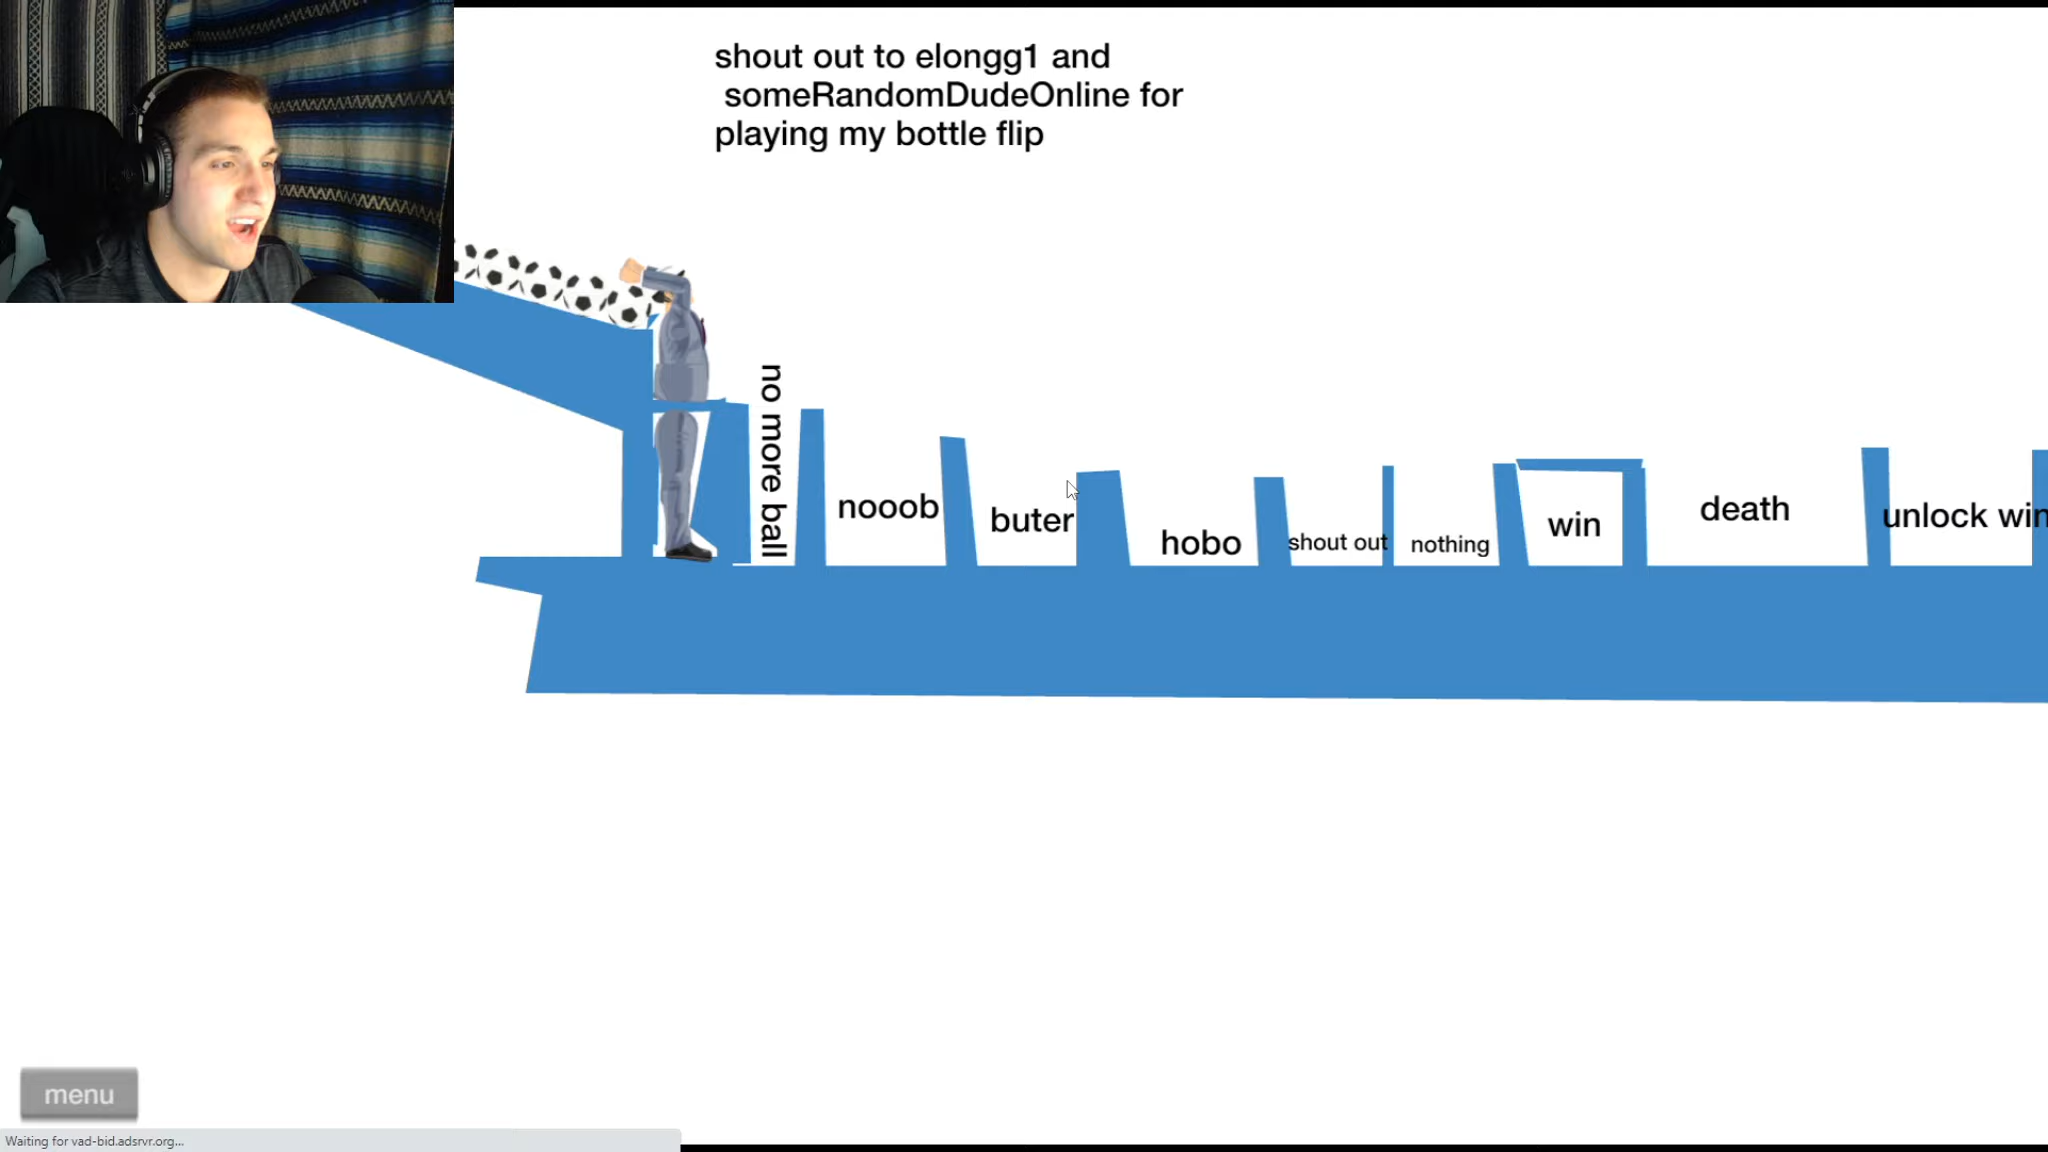 shout out to elongg1 and
someRandomDudeOnline for
playing my bottle flip
no more ball
nooob
buter
hobo
shout out
nothing
win
death
unlock win
menu
Waiting for vad-bid.adsrvr.org...